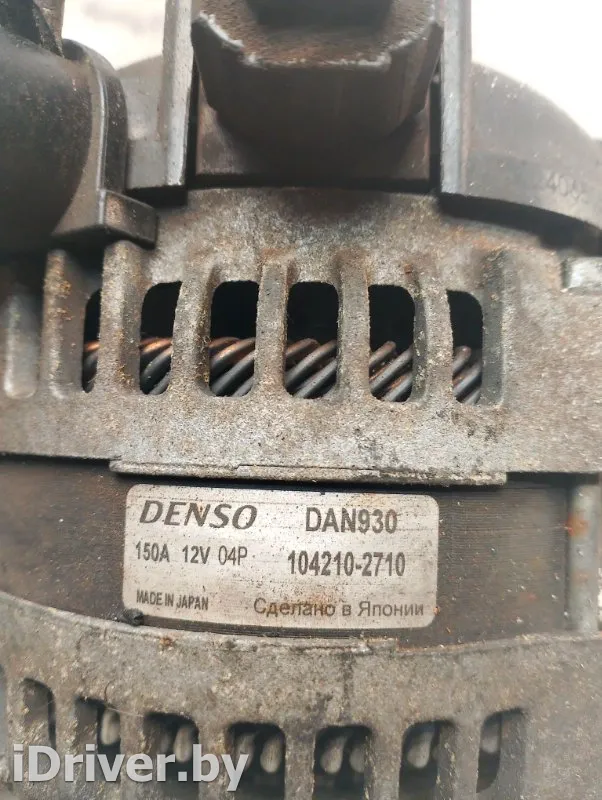 DENSO DAN930
150A 12V 04P 104210-2710
MADE IN JAPAN Сделано в Японии
iDriver.by